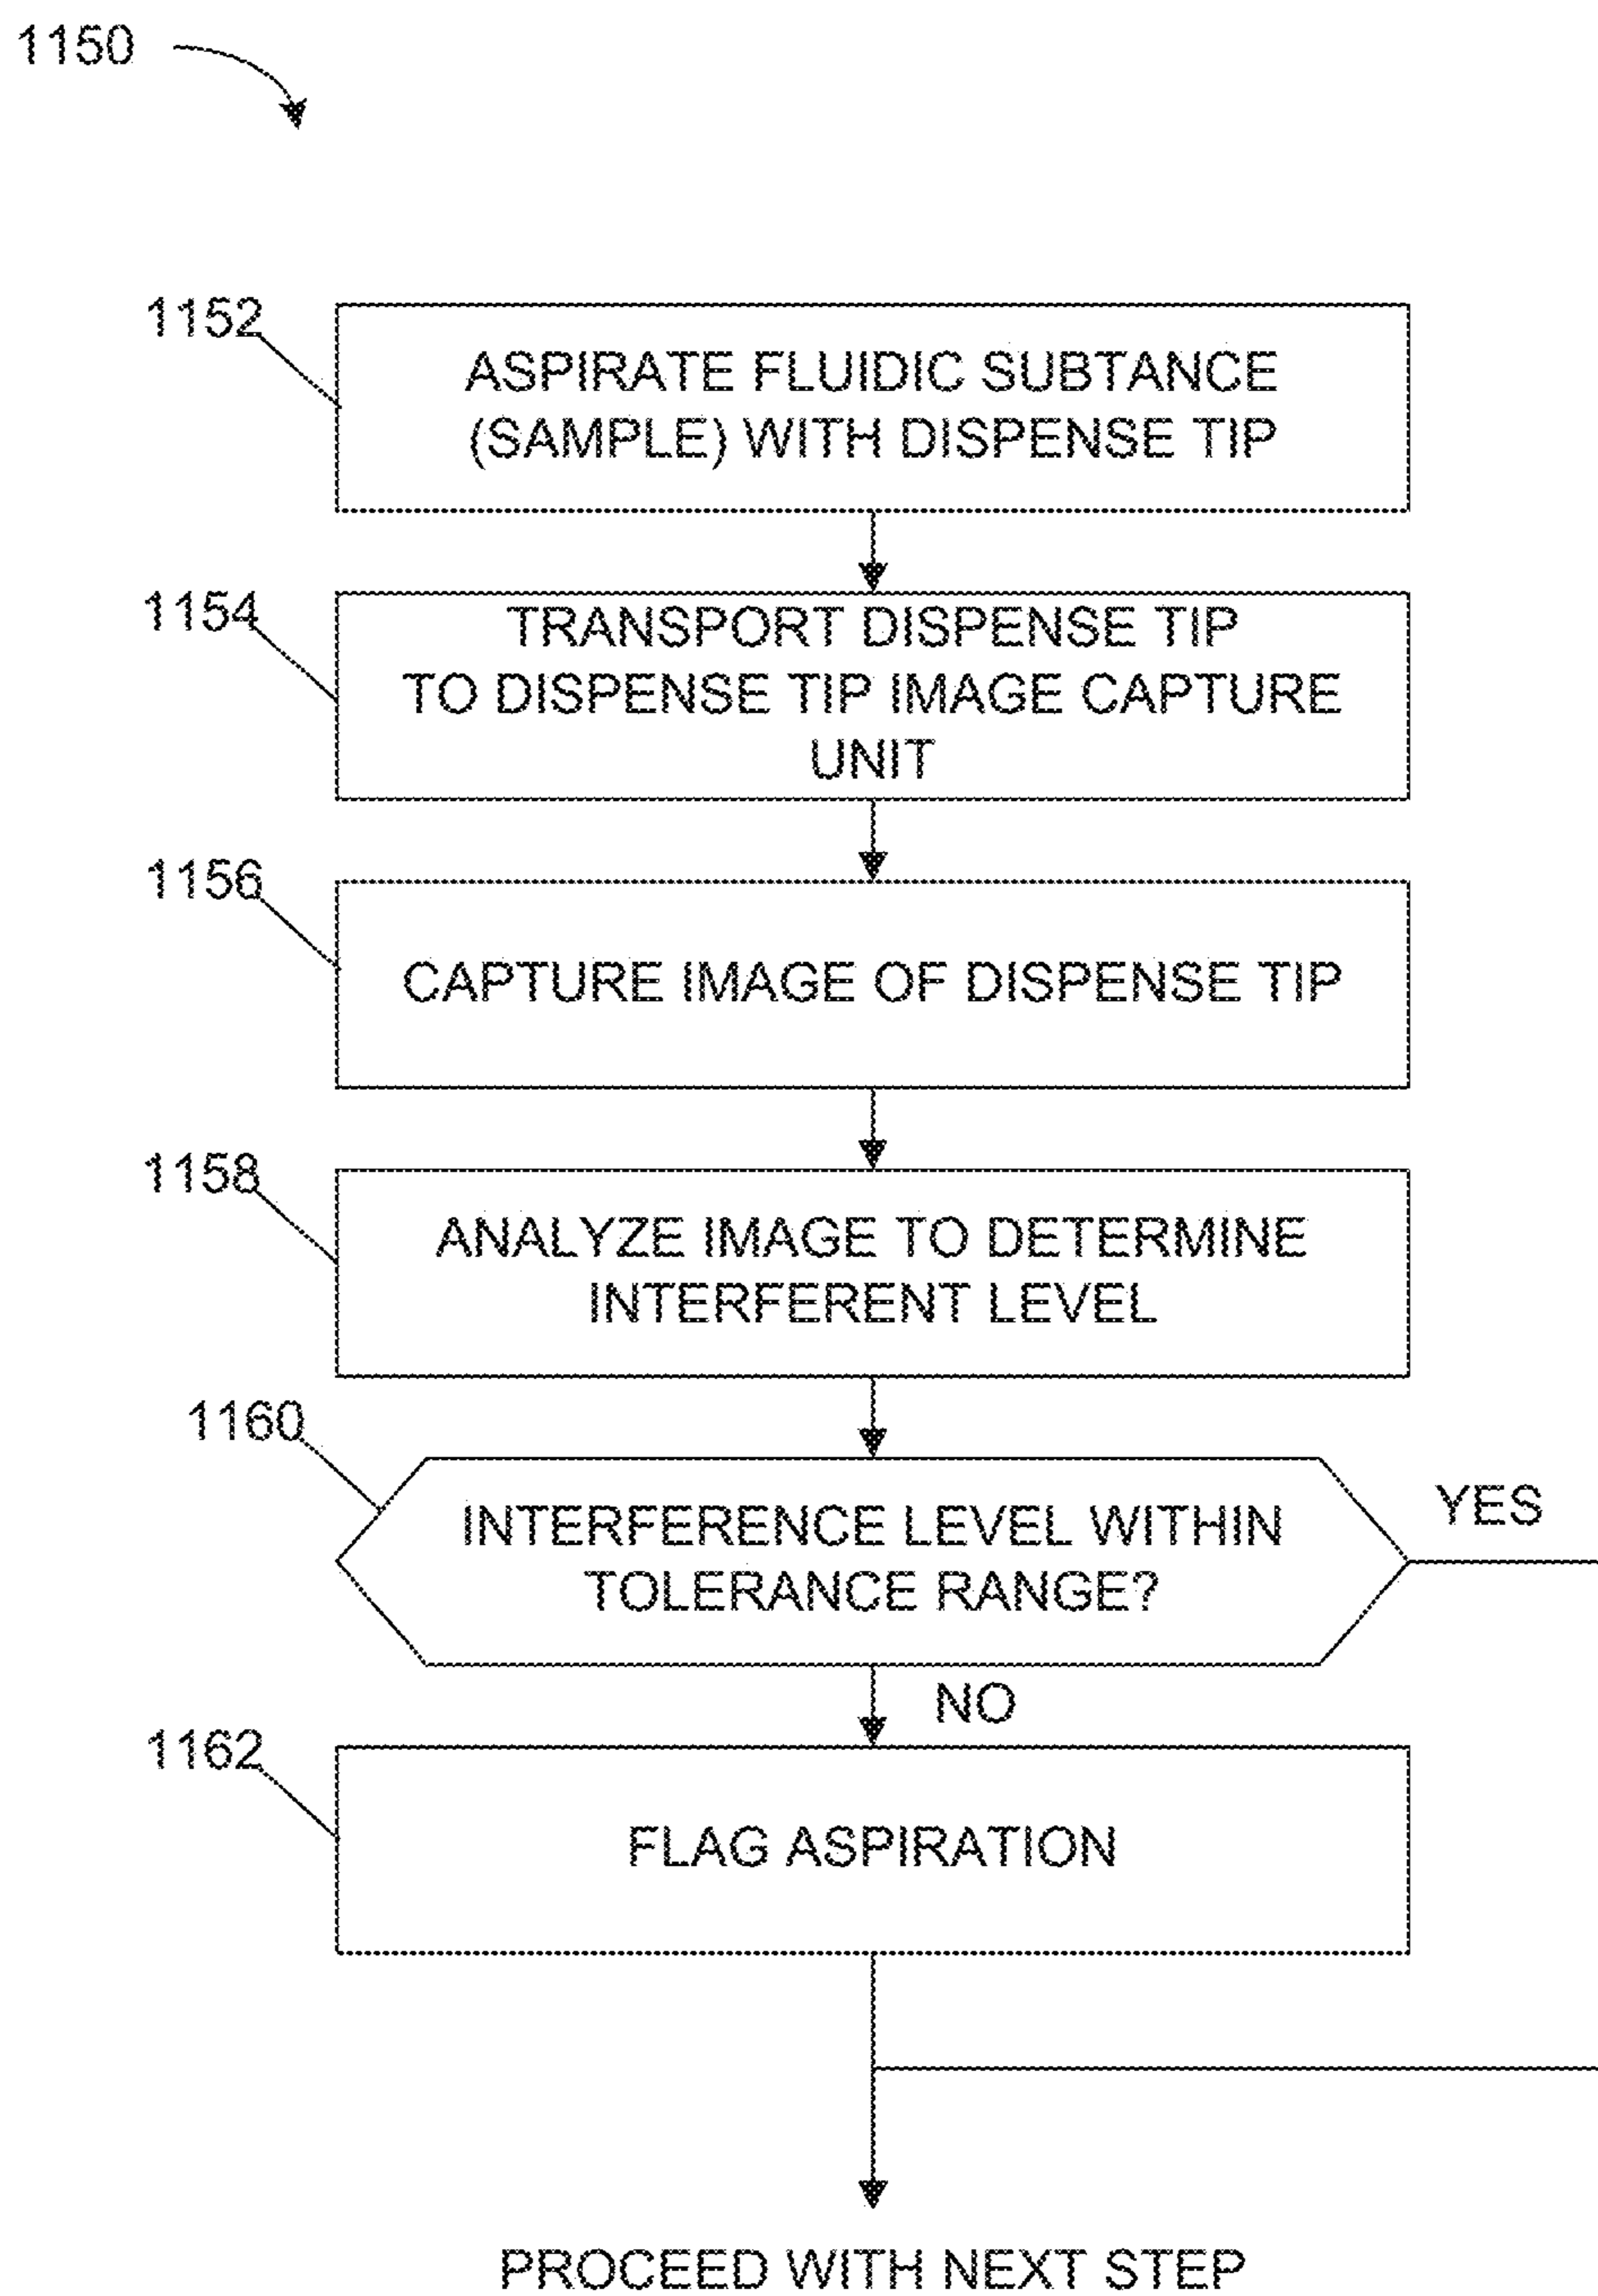 1150
1152
ASPIRATE FLUIDIC SUBTANCE
(SAMPLE) WITH DISPENSE TIP
1154
TRANSPORT DISPENSE TIP
TO DISPENSE TIP IMAGE CAPTURE
UNIT
1156
CAPTURE IMAGE OF DISPENSE TIP
1158
ANALYZE IMAGE TO DETERMINE
INTERFERENT LEVEL
1160
INTERFERENCE LEVEL WITHIN
TOLERANCE RANGE?
YES
NO
1162
FLAG ASPIRATION
PROCEED WITH NEXT STEP